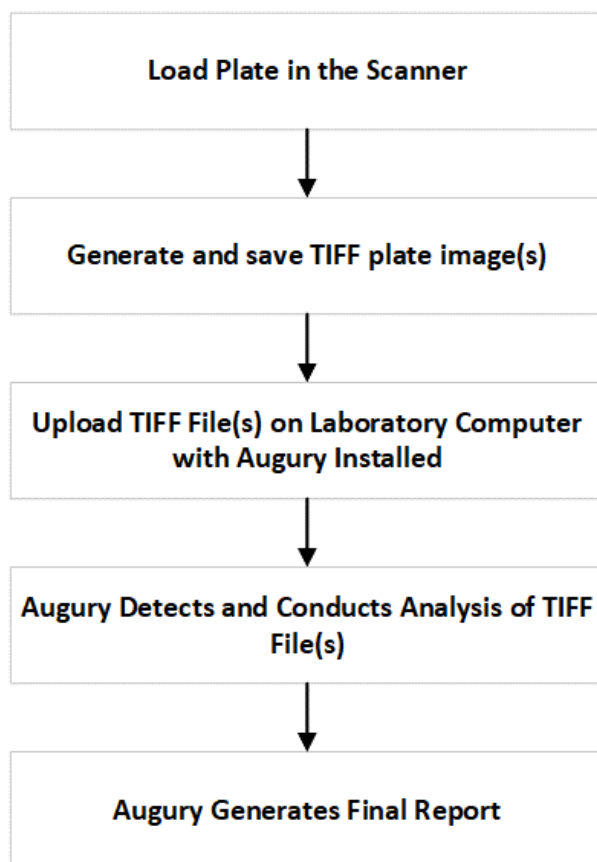 Load Plate in the Scanner
Generate and save TIFF plate image(s)
Upload TIFF File(s) on Laboratory Computer
with Augury Installed
Augury Detects and Conducts Analysis of TIFF
File(s)
Augury Generates Final Report